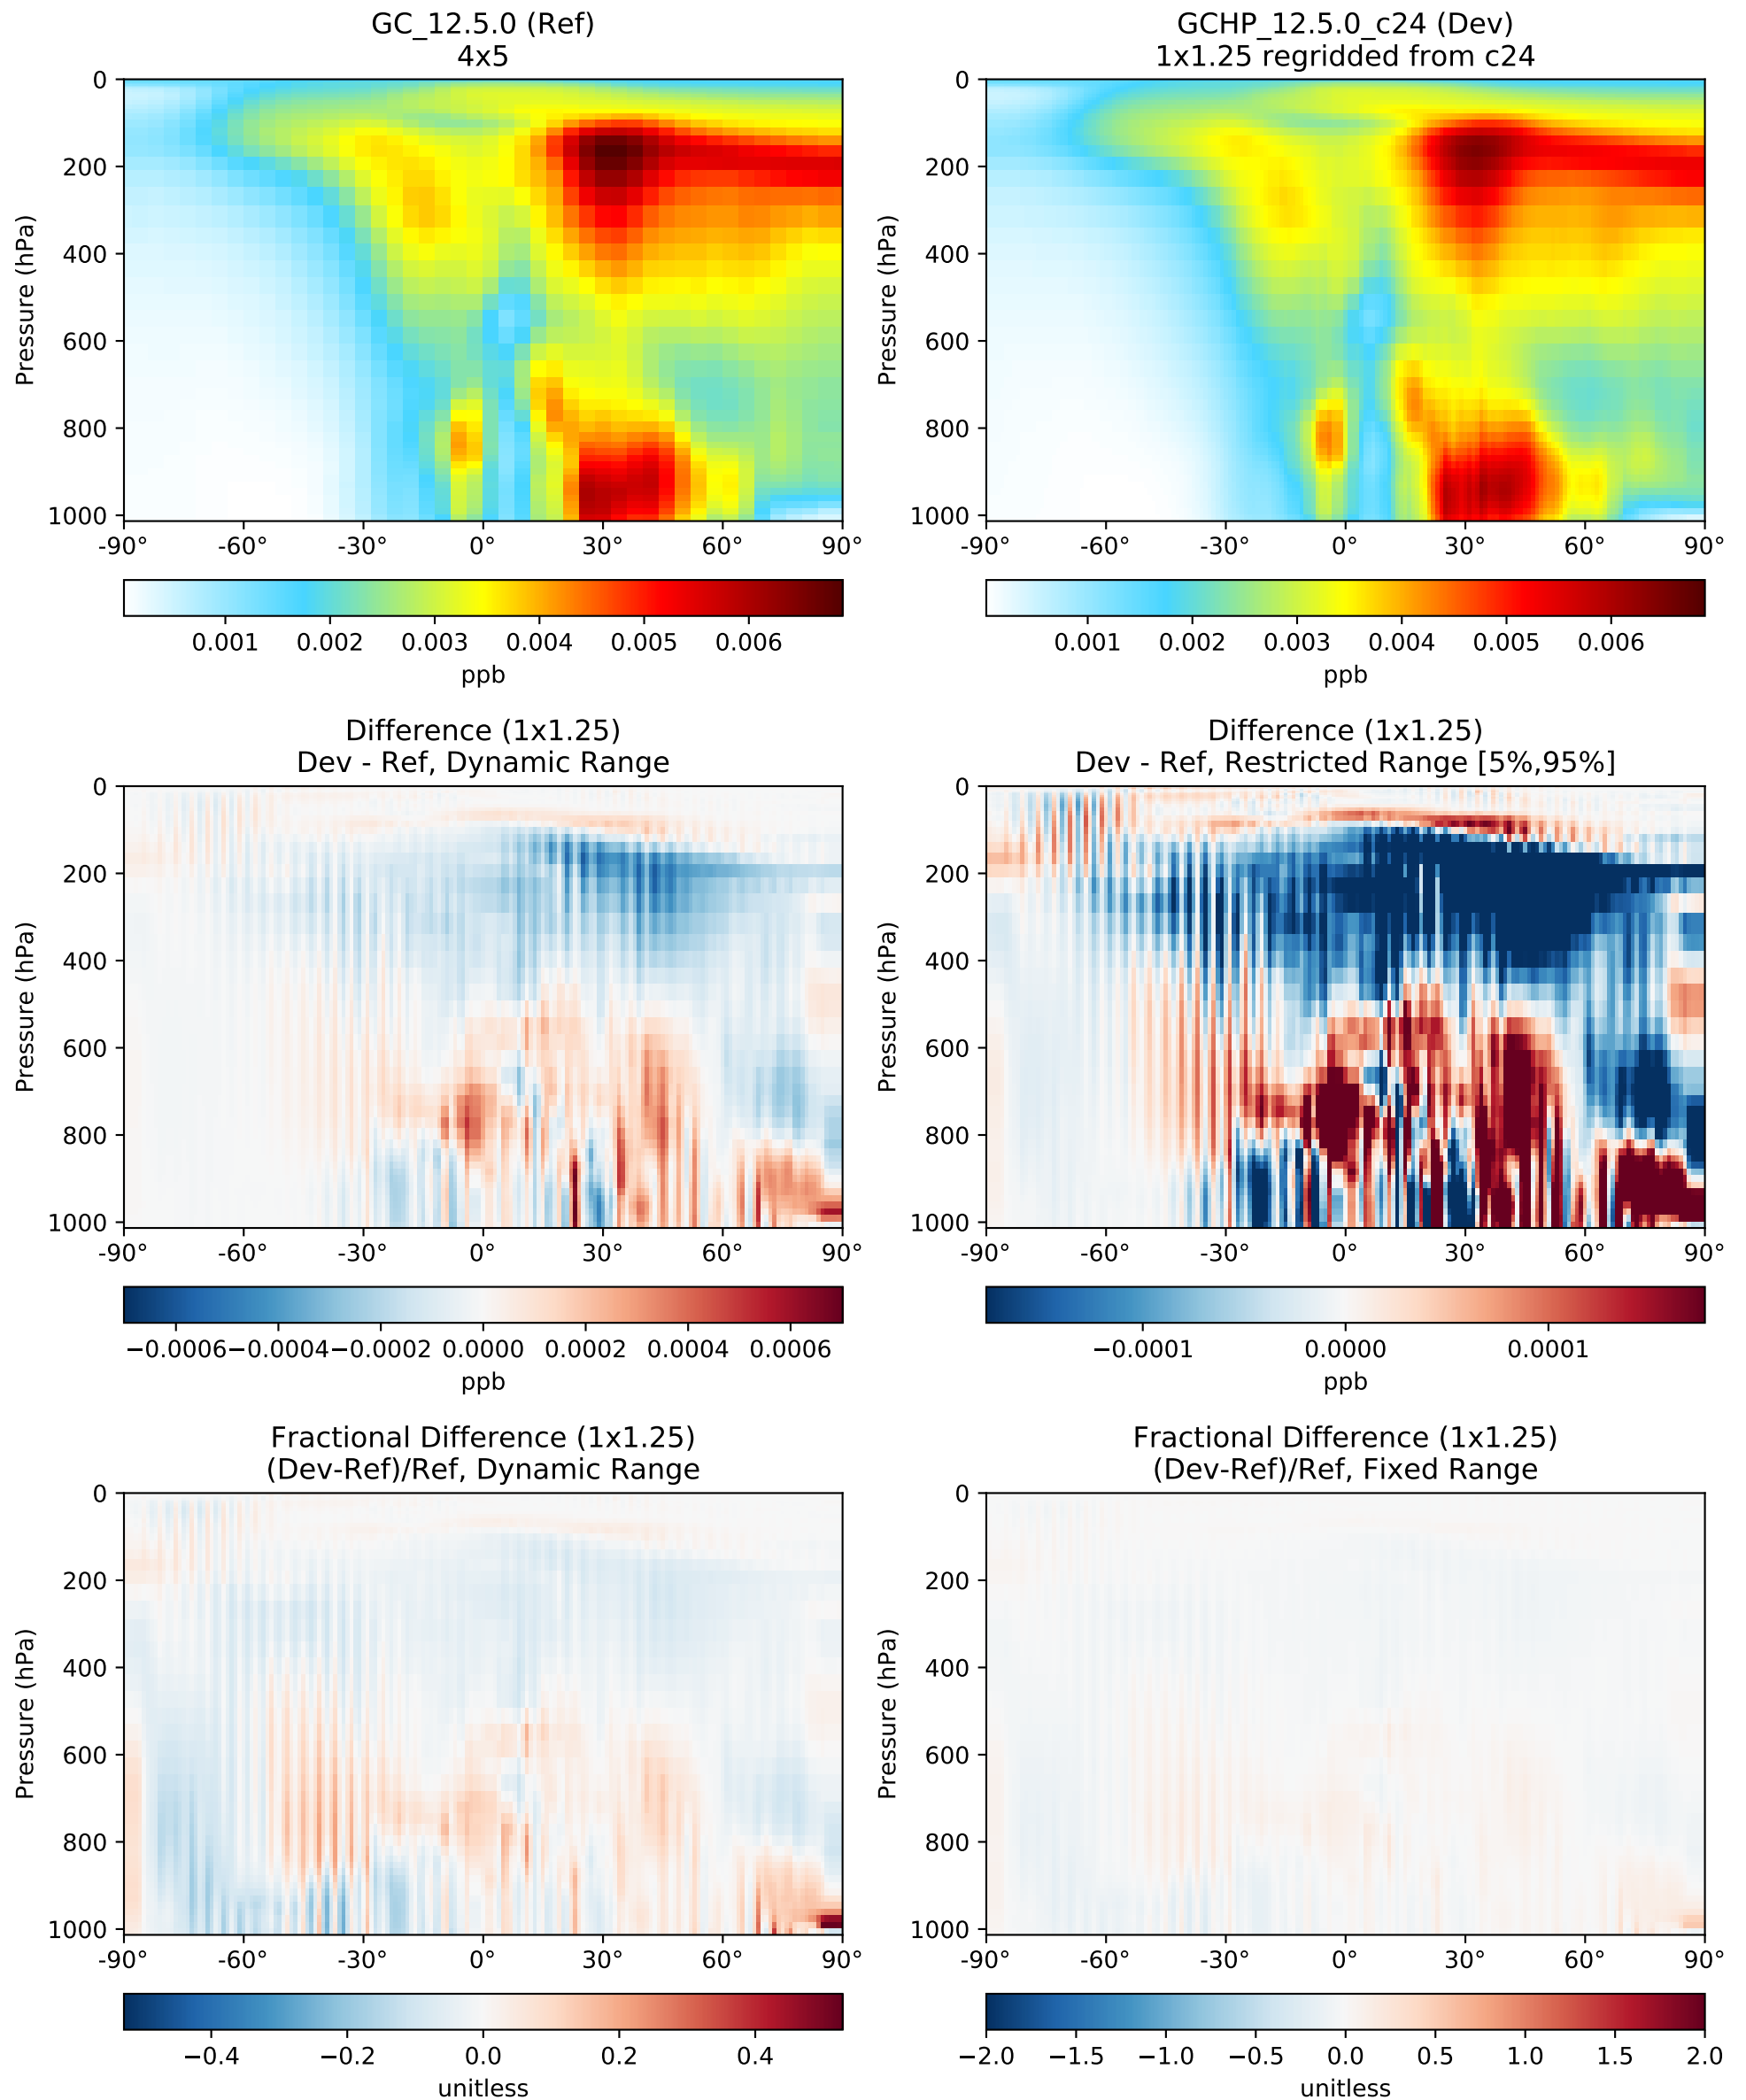 GC_12.5.0 (Ref)
4x5
GCHP_12.5.0_c24 (Dev)
1x1.25 regridded from c24
Pressure (hPa)
0
200
400
600
800
1000
-90° -60° -30° 0° 30° 60° 90°
0.001 0.002 0.003 0.004 0.005 0.006
ppb
Pressure (hPa)
0
200
400
600
800
1000
-90° -60° -30° 0° 30° 60° 90°
0.001 0.002 0.003 0.004 0.005 0.006
ppb
Difference (1x1.25)
Dev - Ref, Dynamic Range
Pressure (hPa)
0
200
400
600
800
1000
-90° -60° -30° 0° 30° 60° 90°
−0.0006 −0.0004 −0.0002 0.0000 0.0002 0.0004 0.0006
ppb
Difference (1x1.25)
Dev - Ref, Restricted Range [5%,95%]
Pressure (hPa)
0
200
400
600
800
1000
-90° -60° -30° 0° 30° 60° 90°
−0.0001 0.0000 0.0001
ppb
Fractional Difference (1x1.25)
(Dev-Ref)/Ref, Dynamic Range
Pressure (hPa)
0
200
400
600
800
1000
-90° -60° -30° 0° 30° 60° 90°
−0.4 −0.2 0.0 0.2 0.4
unitless
Fractional Difference (1x1.25)
(Dev-Ref)/Ref, Fixed Range
Pressure (hPa)
0
200
400
600
800
1000
-90° -60° -30° 0° 30° 60° 90°
−2.0 −1.5 −1.0 −0.5 0.0 0.5 1.0 1.5 2.0
unitless